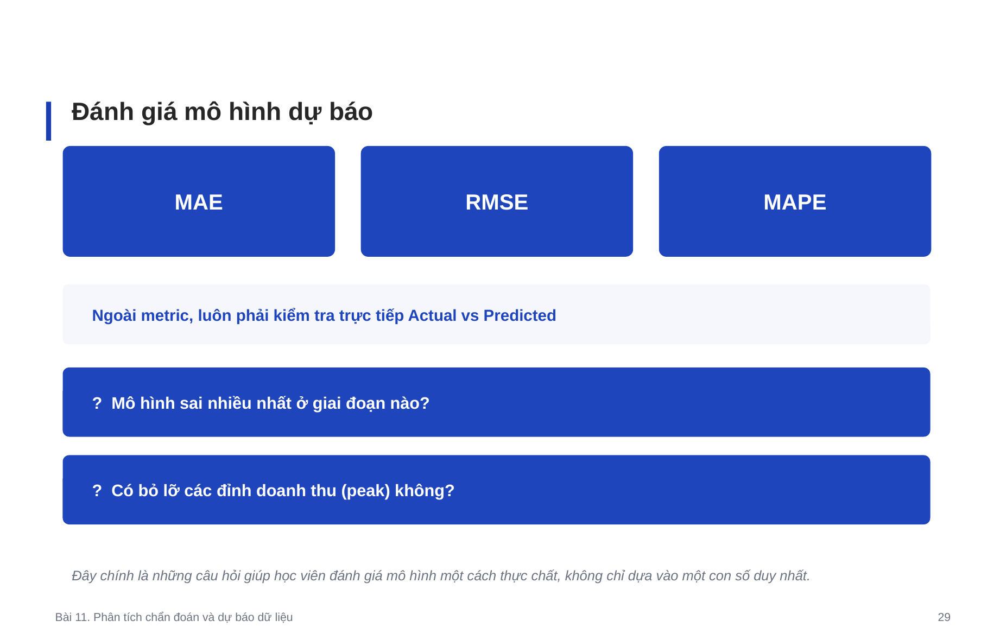 Đánh giá mô hình dự báo
MAE
RMSE
MAPE
Ngoài metric, luôn phải kiểm tra trực tiếp Actual vs Predicted
? Mô hình sai nhiều nhất ở giai đoạn nào?
? Có bỏ lỡ các đỉnh doanh thu (peak) không?
Đây chính là những câu hỏi giúp học viên đánh giá mô hình một cách thực chất, không chỉ dựa vào một con số duy nhất.
Bài 11. Phân tích chẩn đoán và dự báo dữ liệu
29